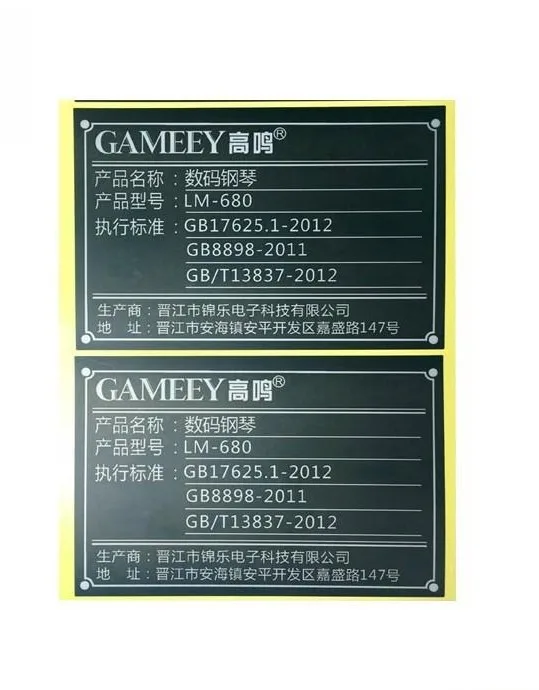 GAMEEY高鸣®
产品名称：数码钢琴
产品型号：LM-680
执行标准：GB17625.1-2012
GB8898-2011
GB/T13837-2012
生产商：晋江市锦乐电子科技有限公司
地 址：晋江市安海镇安平开发区嘉盛路147号
GAMEEY高鸣®
产品名称：数码钢琴
产品型号：LM-680
执行标准：GB17625.1-2012
GB8898-2011
GB/T13837-2012
生产商：晋江市锦乐电子科技有限公司
地 址：晋江市安海镇安平开发区嘉盛路147号